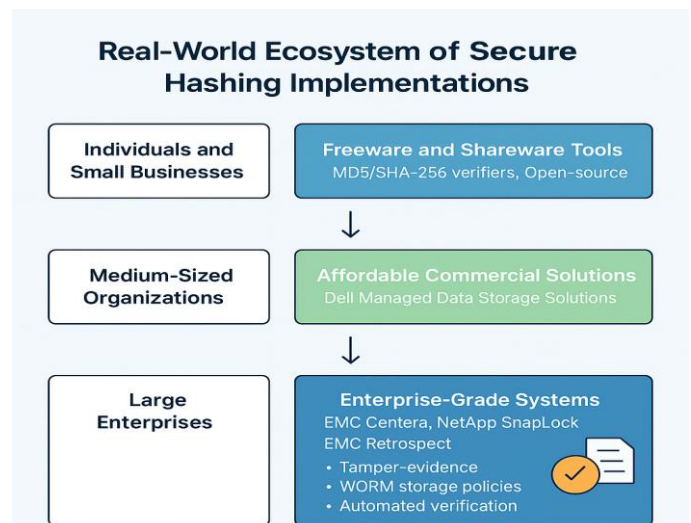 Real-World Ecosystem of Secure
Hashing Implementations
Individuals and
Small Businesses
Freeware and Shareware Tools
MD5/SHA-256 verifiers, Open-source
Medium-Sized
Organizations
Affordable Commercial Solutions
Dell Managed Data Storage Solutions
Large
Enterprises
Enterprise-Grade Systems
EMC Centera, NetApp SnapLock
EMC Retrospect
• Tamper-evidence
• WORM storage policies
• Automated verification